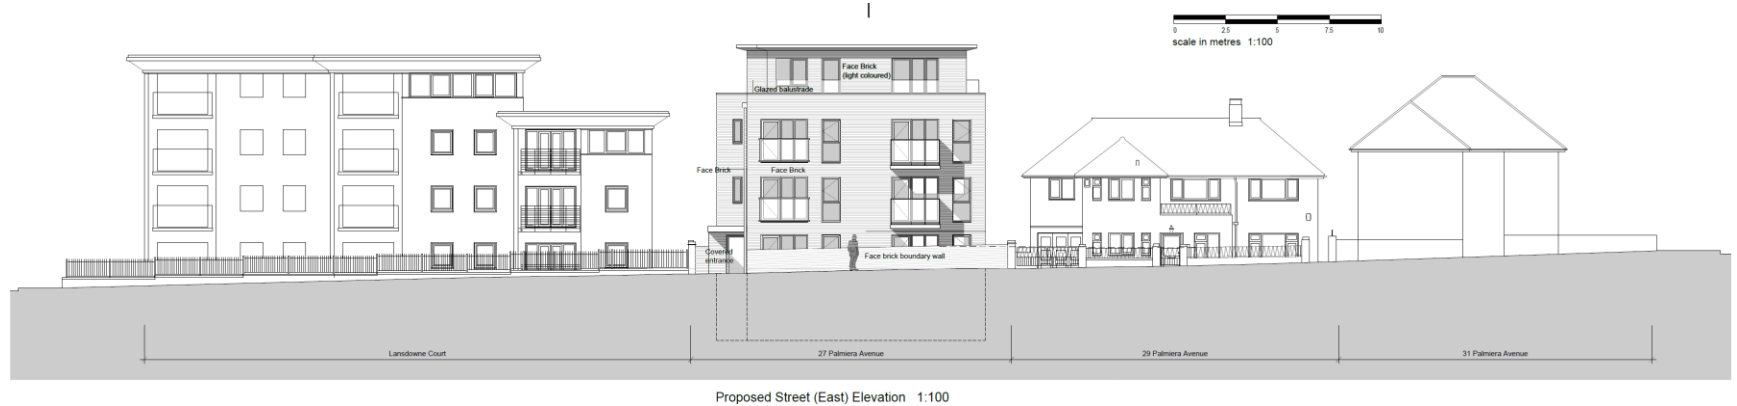 0 2.5 5 7.5 10
scale in metres 1:100
Face Brick
(light coloured)
Glazed balustrade
Face Brick
Face Brick
Covered
entrance
Face brick boundary wall
Lansdowne Court
27 Palmiera Avenue
29 Palmiera Avenue
31 Palmiera Avenue
Proposed Street (East) Elevation 1:100